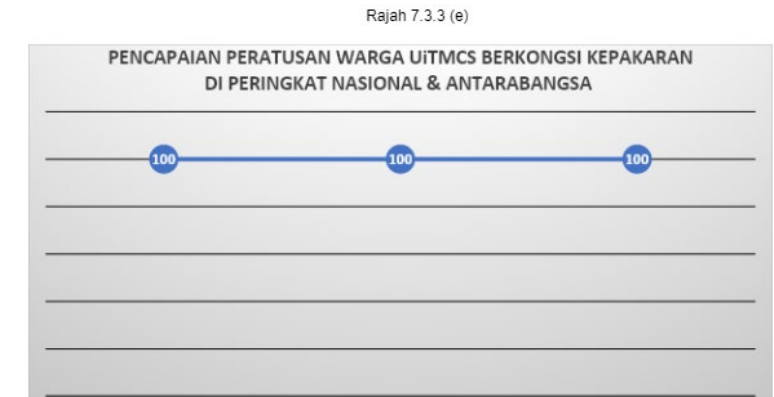 Rajah 7.3.3 (e)
PENCAPAIAN PERATUSAN WARGA UiTMCS BERKONGSI KEPAKARAN
DI PERINGKAT NASIONAL & ANTARABANGSA
100 100 100